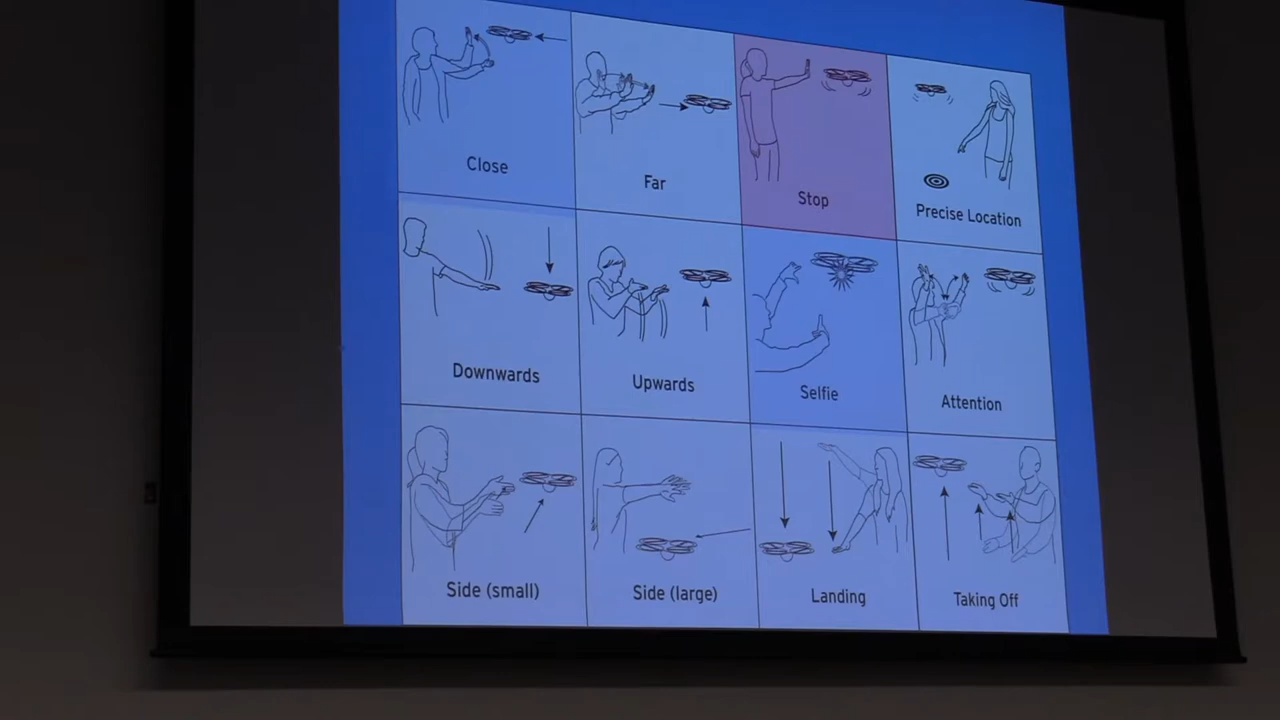 Close
Far
Stop
Precise Location
Downwards
Upwards
Selfie
Attention
Side (small)
Side (large)
Landing
Taking Off